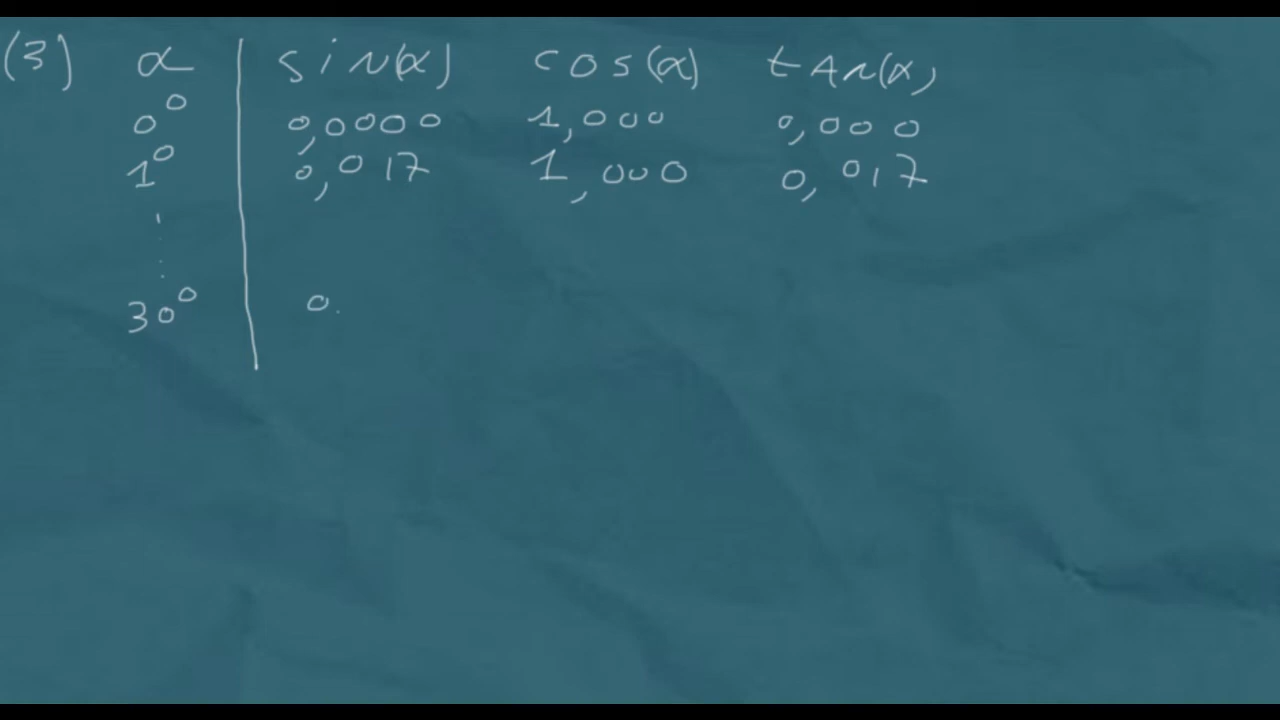 (3) α sin(α) cos(α) tAn(α)
0° 0,0000 1,000 0,000
1° 0,017 1,000 0,017
⋮
30° 0.